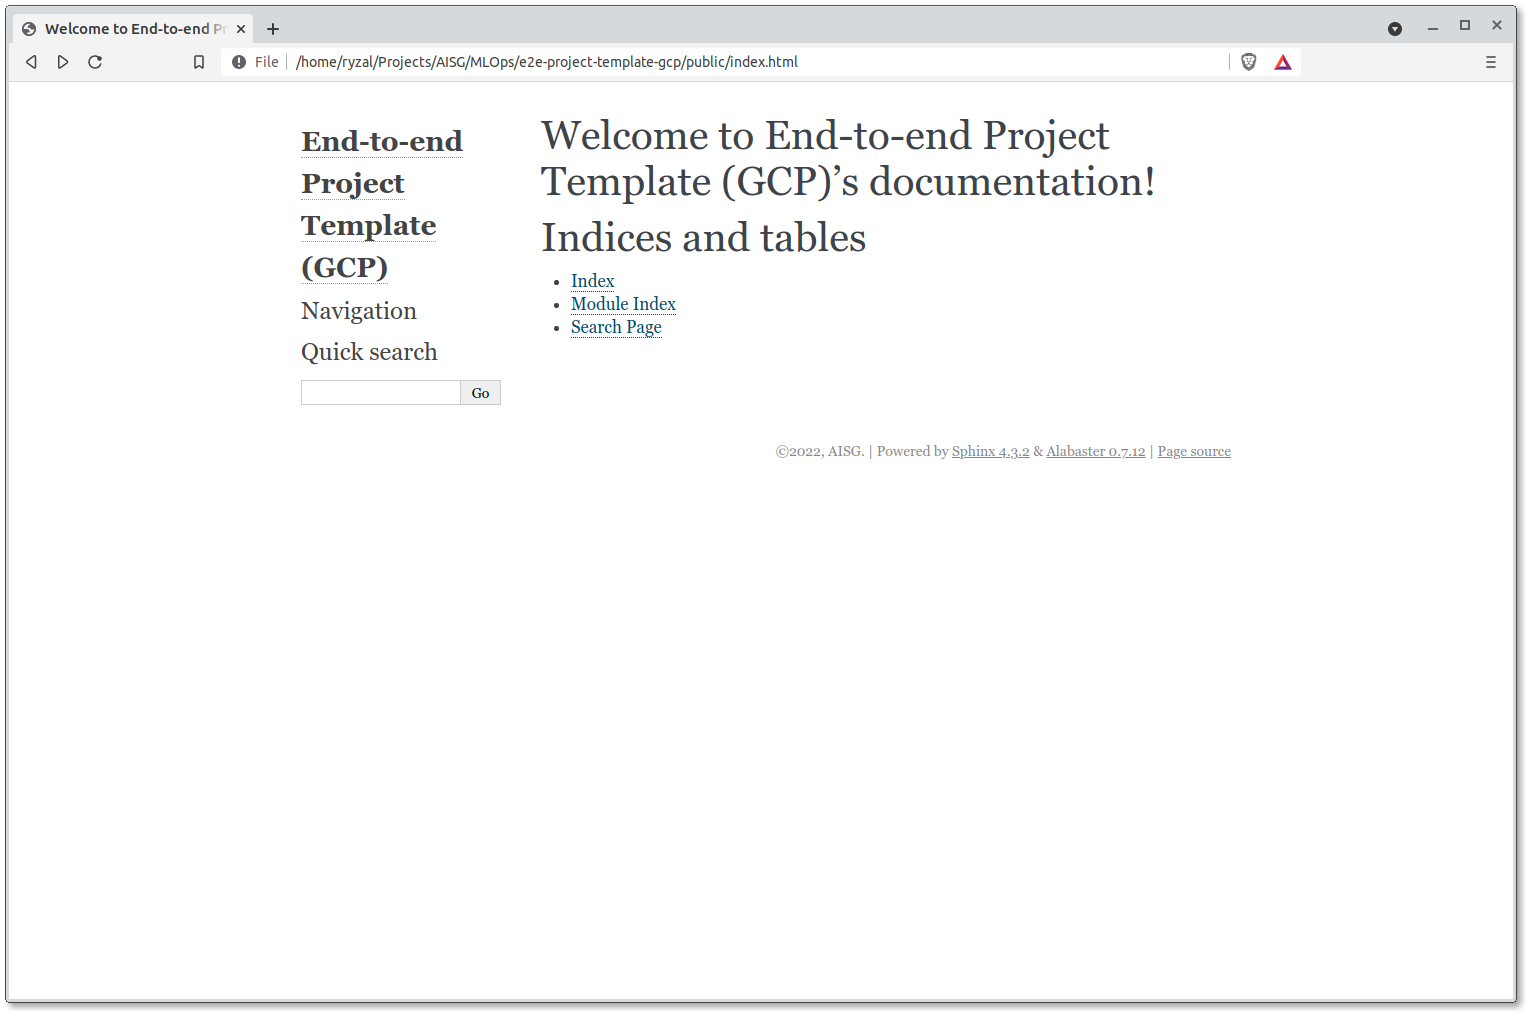 Welcome to End-to-end Pr
File /home/ryzal/Projects/AISG/MLOps/e2e-project-template-gcp/public/index.html
End-to-end
Project
Template
(GCP)
Navigation
Quick search
Go
Welcome to End-to-end Project
Template (GCP)’s documentation!
Indices and tables
Index
Module Index
Search Page
©2022, AISG. | Powered by Sphinx 4.3.2 & Alabaster 0.7.12 | Page source